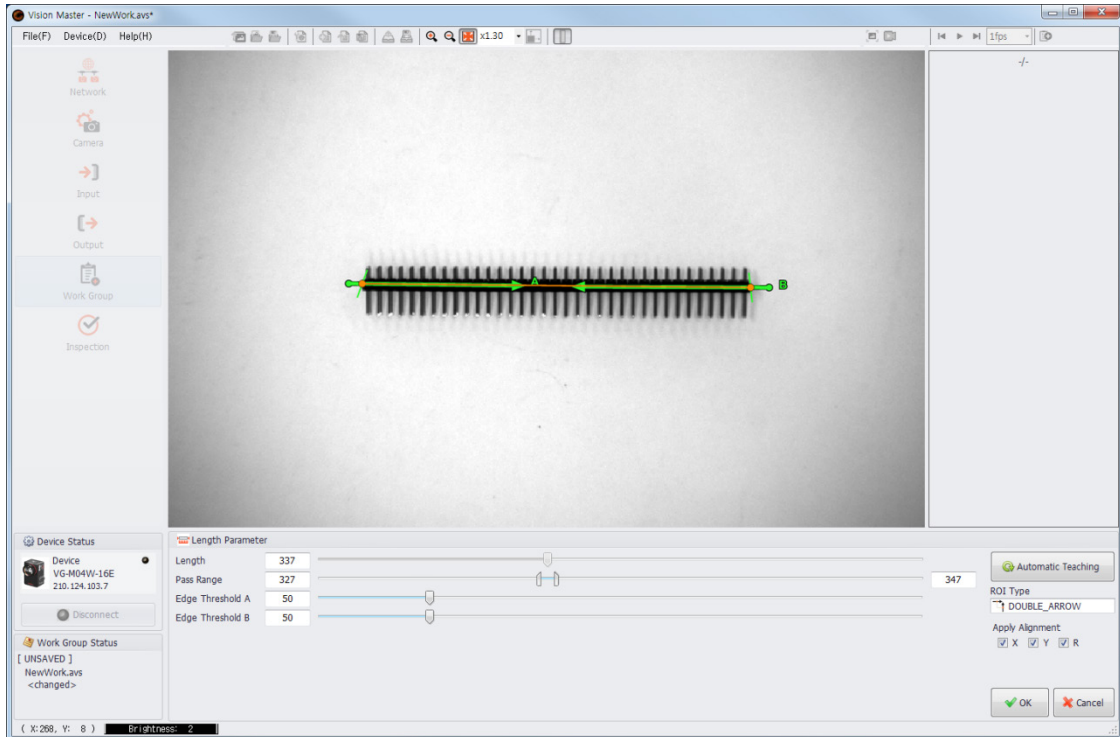 Vision Master - NewWork.avs*
File(F) Device(D) Help(H)
x1.30
1fps
Network
Camera
Input
Output
Work Group
Inspection
A
B
-/-
Device Status
Device
VG-M04W-16E
210.124.103.7
Disconnect
Work Group Status
[ UNSAVED ]
NewWork.avs
<changed>
Length Parameter
Length 337
Pass Range 327 347
Edge Threshold A 50
Edge Threshold B 50
Automatic Teaching
ROI Type
DOUBLE_ARROW
Apply Alignment
X Y R
OK Cancel
( X:268, Y: 8 ) Brightness: 2